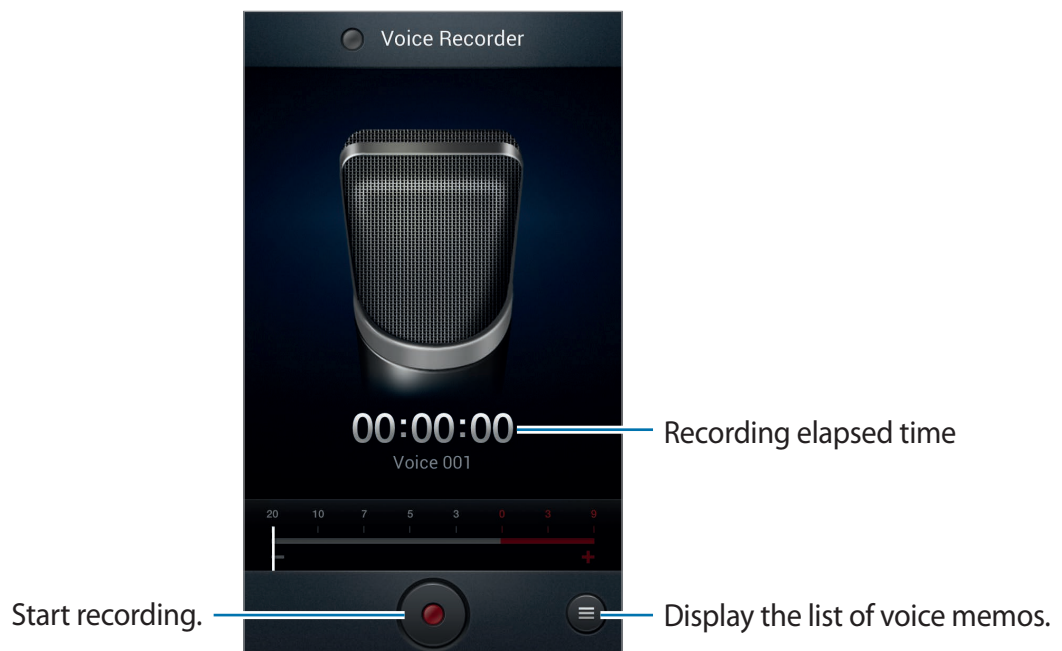 Voice Recorder
00:00:00
Recording elapsed time
Voice 001
20 10 7 5 3 0 3 9
- +
Start recording.
Display the list of voice memos.